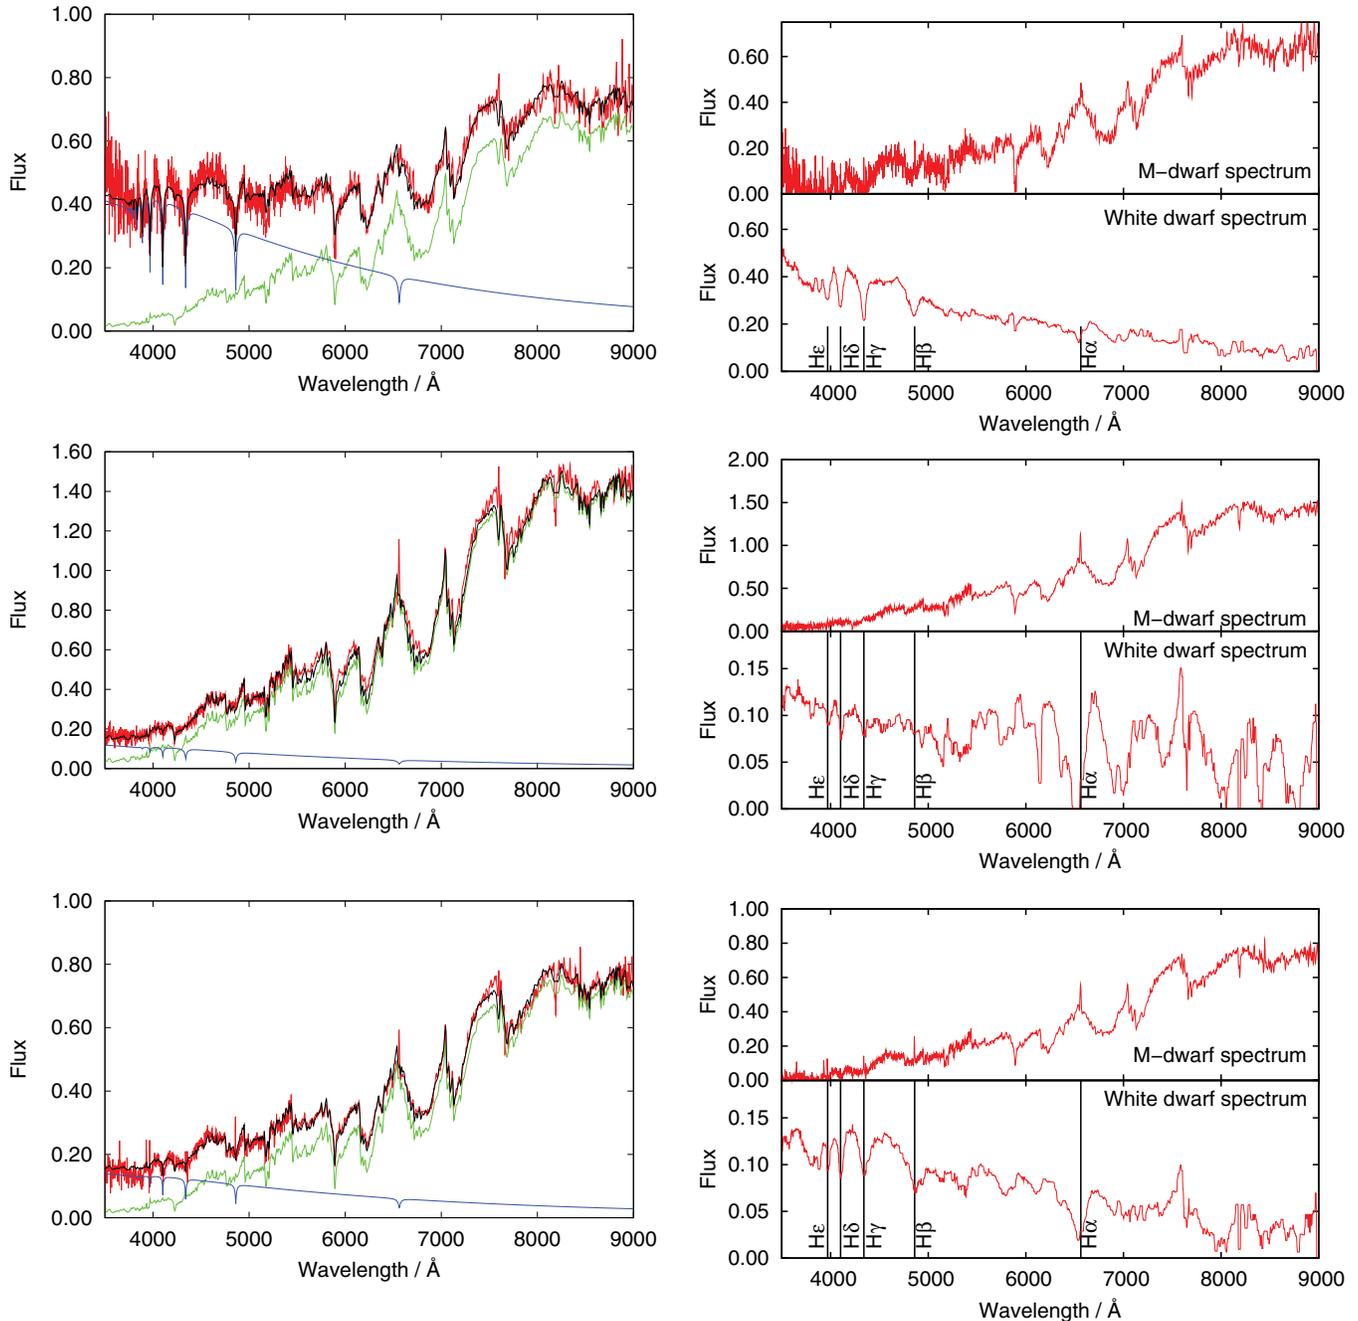 1.00
0.80
0.60
0.40
0.20
0.00
Flux
4000 5000 6000 7000 8000 9000
Wavelength / Å
0.60
0.40
0.20
0.00
Flux
M−dwarf spectrum
White dwarf spectrum
0.60
0.40
0.20
0.00
Flux
Hε Hδ Hγ Hβ Hα
4000 5000 6000 7000 8000 9000
Wavelength / Å
1.60
1.40
1.20
1.00
0.80
0.60
0.40
0.20
0.00
Flux
4000 5000 6000 7000 8000 9000
Wavelength / Å
2.00
1.50
1.00
0.50
0.00
Flux
M−dwarf spectrum
White dwarf spectrum
0.15
0.10
0.05
0.00
Flux
Hε Hδ Hγ Hβ Hα
4000 5000 6000 7000 8000 9000
Wavelength / Å
1.00
0.80
0.60
0.40
0.20
0.00
Flux
4000 5000 6000 7000 8000 9000
Wavelength / Å
1.00
0.80
0.60
0.40
0.20
0.00
Flux
M−dwarf spectrum
White dwarf spectrum
0.15
0.10
0.05
0.00
Flux
Hε Hδ Hγ Hβ Hα
4000 5000 6000 7000 8000 9000
Wavelength / Å